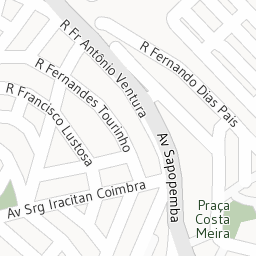 R Fr Antônio Ventura
R Fernando Dias Pais
R Fernandes Tourinho
R Francisco Lustosa
Av Sapopemba
Av Srg Iracitan Coimbra
Praça
Costa
Meira